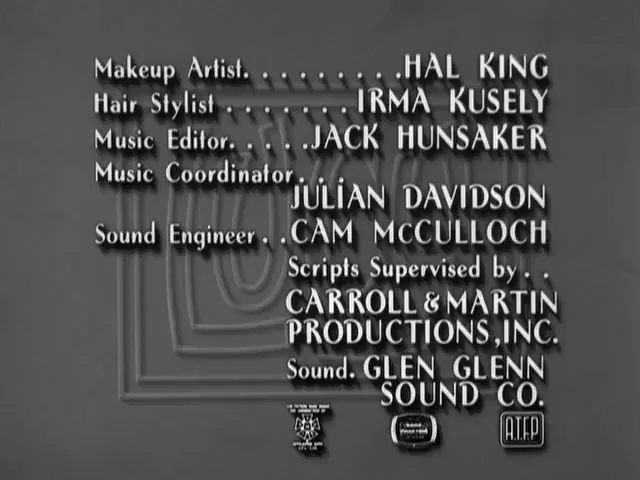 Makeup Artist. . . . . . . . .HAL KING
Hair Stylist . . . . . . .IRMA KUSELY
Music Editor. . . . .JACK HUNSAKER
Music Coordinator. . .
JULIAN DAVIDSON
Sound Engineer . .CAM McCULLOCH
Scripts Supervised by. . .
CARROLL & MARTIN
PRODUCTIONS, INC.
Sound. GLEN GLENN
SOUND CO.
A.T.F.P